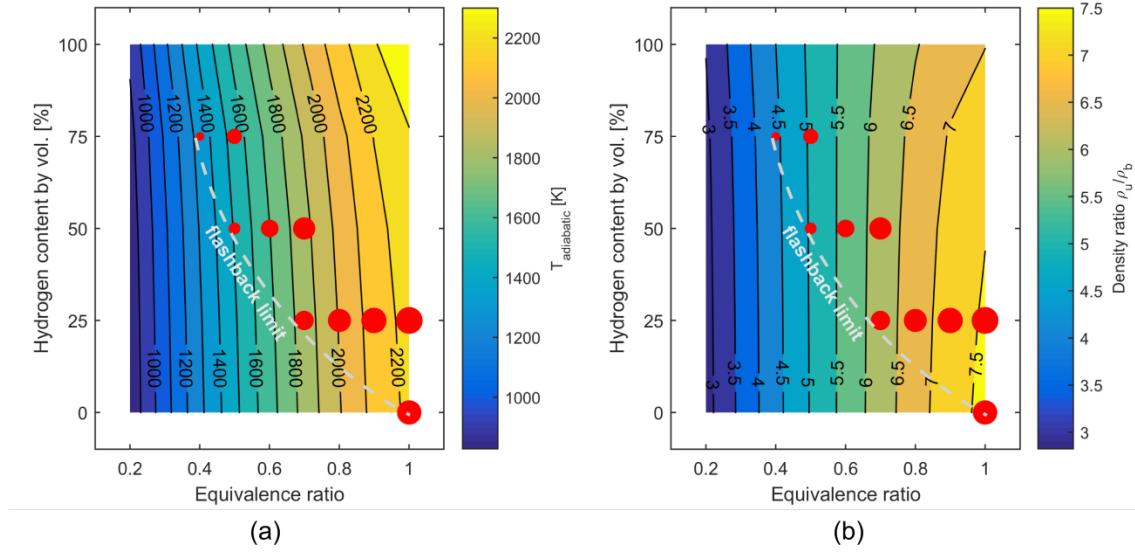 100
75
50
25
0
Hydrogen content by vol. [%]
0.2 0.4 0.6 0.8 1
Equivalence ratio
1000 1200 1400 1600 1800 2000 2200
flashback limit
1000 1200 1400 1600 1800 2000 2200
2200
2000
1800
1600
1400
1200
1000
T_adiabatic [K]
(a)
100
75
50
25
0
Hydrogen content by vol. [%]
0.2 0.4 0.6 0.8 1
Equivalence ratio
3 3.5 4 4.5 5 5.5 6 6.5 7
flashback limit
3 3.5 4 4.5 5 5.5 6 6.5 7 7.5
7.5
7
6.5
6
5.5
5
4.5
4
3.5
3
Density ratio ρ_u/ρ_b
(b)